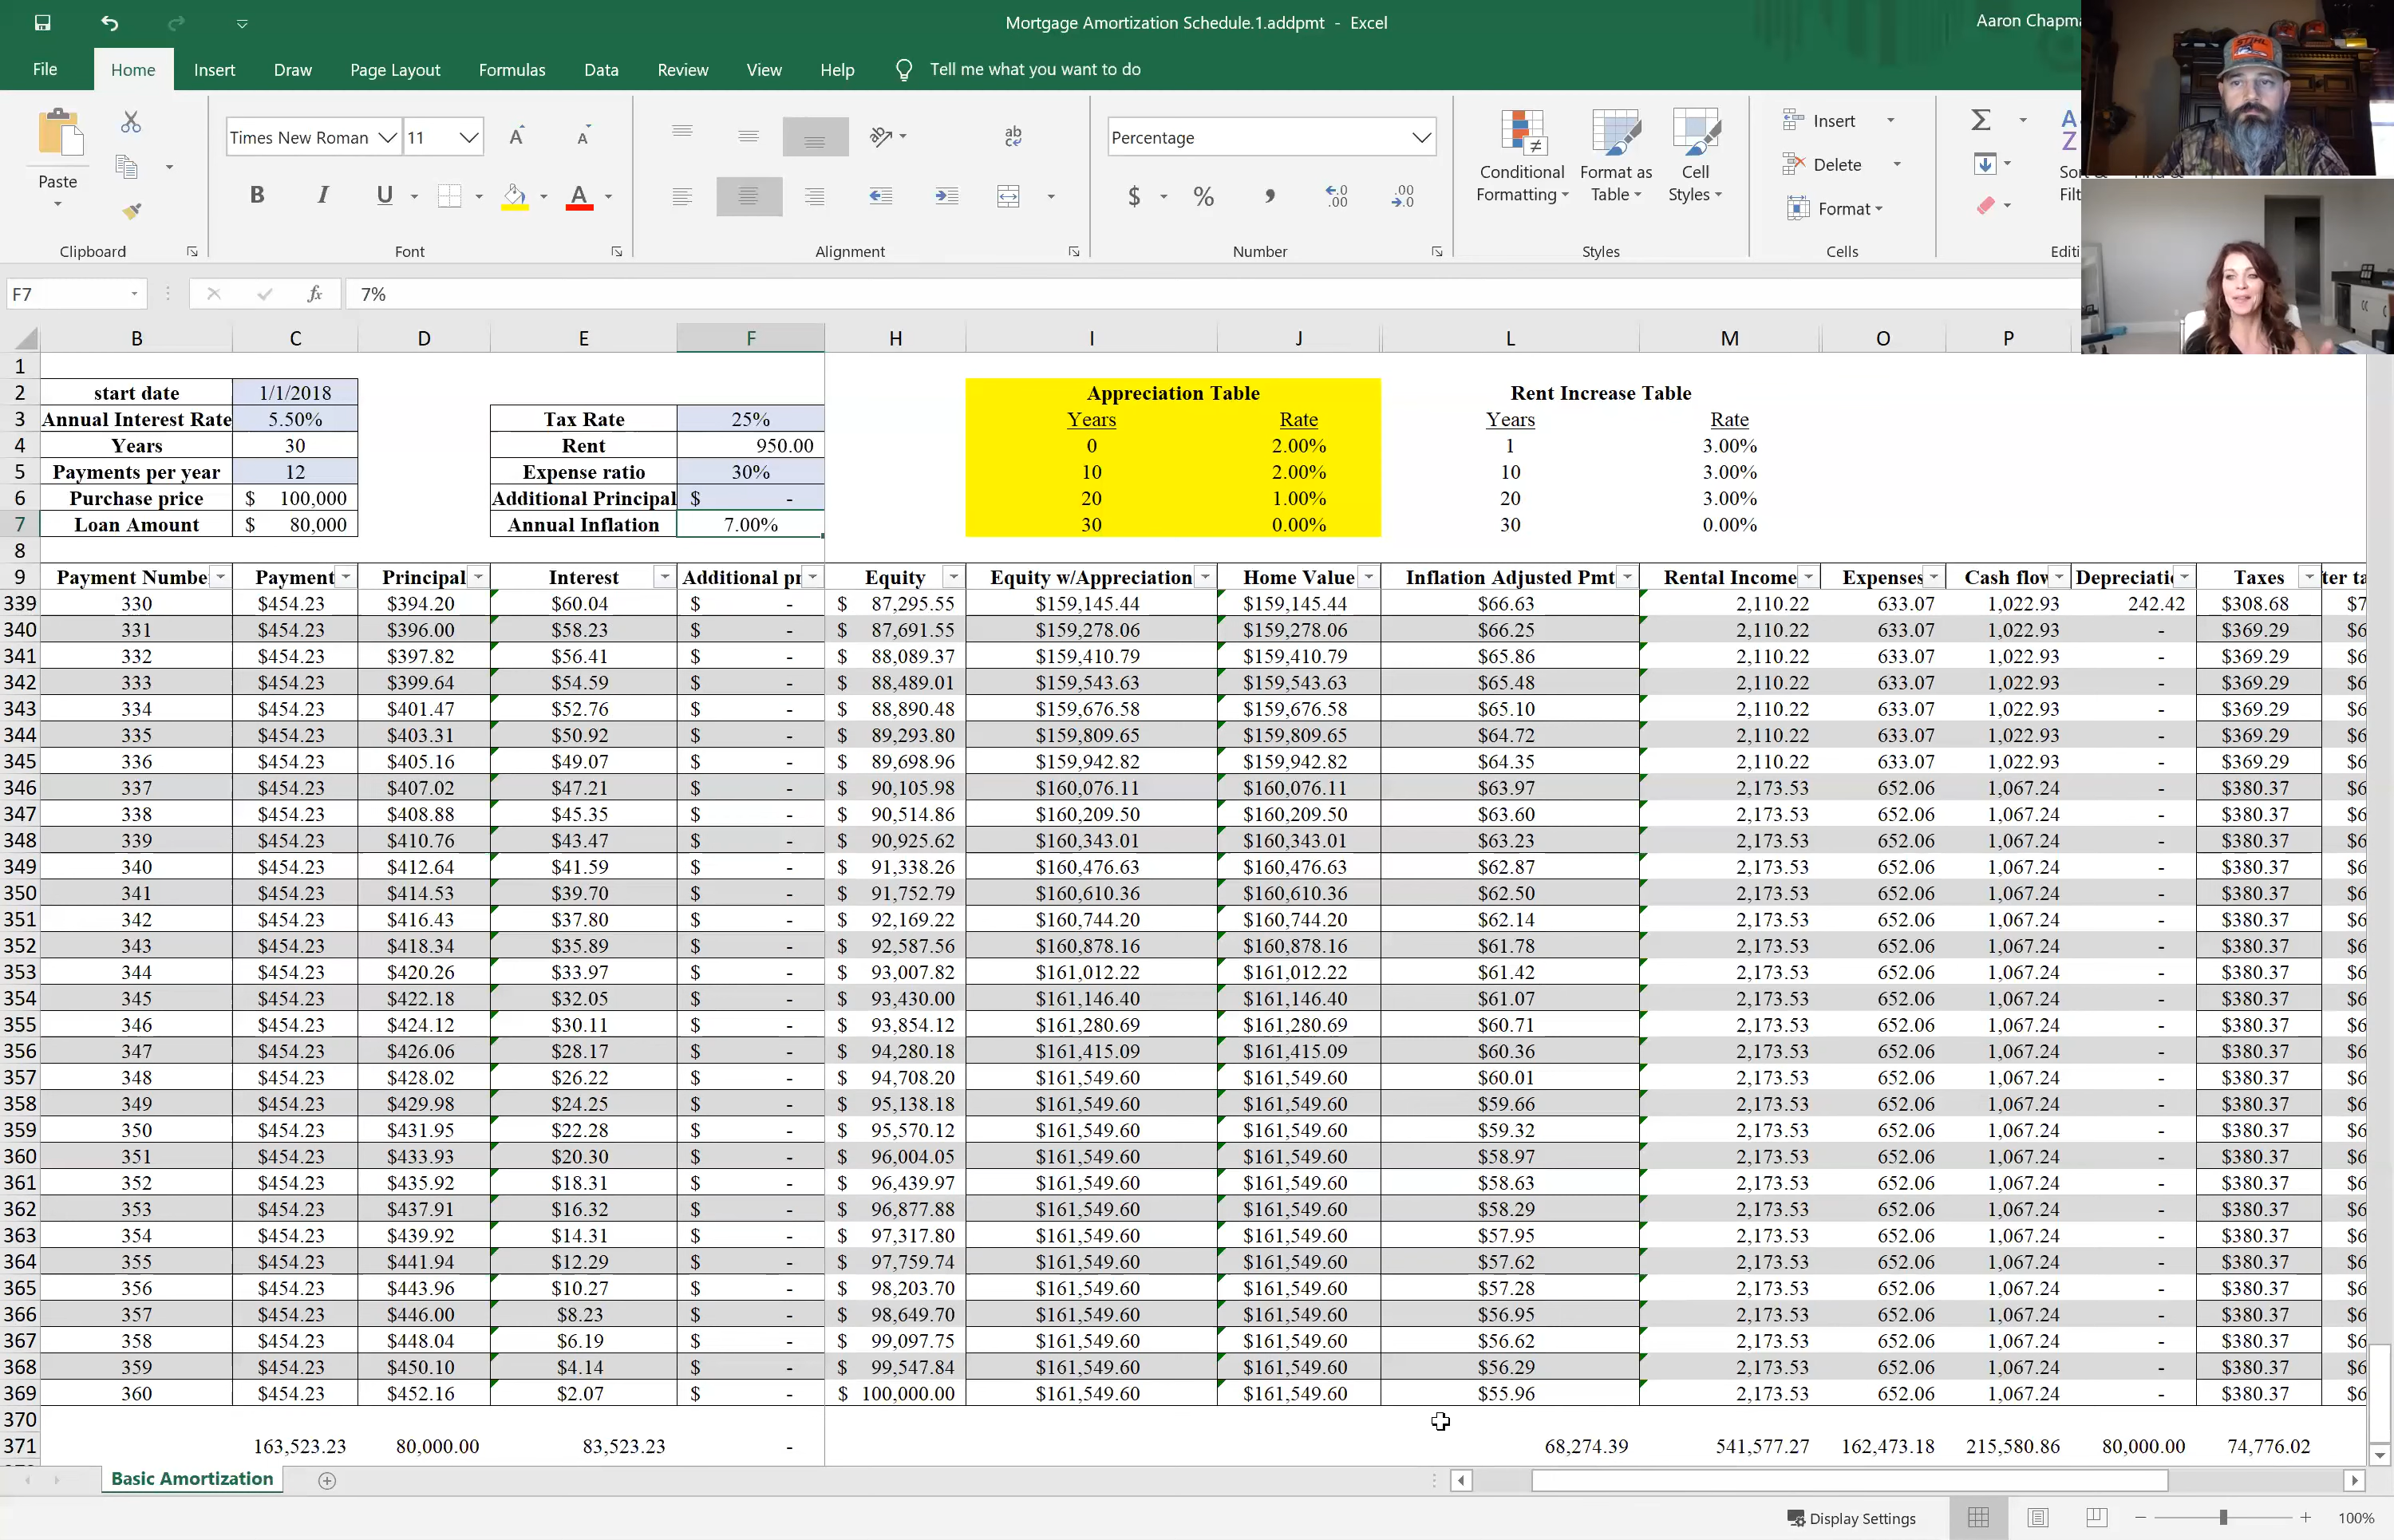 Mortgage Amortization Schedule.1.addpmt - Excel
Aaron Chapm
STIHL
File Home Insert Draw Page Layout Formulas Data Review View Help Tell me what you want to do
Paste
Clipboard
Times New Roman 11
Font
Alignment
Percentage
Number
Conditional Formatting
Format as Table
Cell Styles
Styles
Insert
Delete
Format
Cells
Editi
F7 fx 7%
B C D E F H I J L M O P
1
2 start date 1/1/2018 Appreciation Table Rent Increase Table
3 Annual Interest Rate 5.50% Tax Rate 25% Years Rate Years Rate
4 Years 30 Rent 950.00 0 2.00% 1 3.00%
5 Payments per year 12 Expense ratio 30% 10 2.00% 10 3.00%
6 Purchase price $ 100,000 Additional Principal $ - 20 1.00% 20 3.00%
7 Loan Amount $ 80,000 Annual Inflation 7.00% 30 0.00% 30 0.00%
8
9 Payment Numbe Payment Principal Interest Additional pr Equity Equity w/Appreciation Home Value Inflation Adjusted Pmt Rental Income Expenses Cash flow Depreciati Taxes ter ta
339 330 $454.23 $394.20 $60.04 $ - $ 87,295.55 $159,145.44 $159,145.44 $66.63 2,110.22 633.07 1,022.93 242.42 $308.68 $7
340 331 $454.23 $396.00 $58.23 $ - $ 87,691.55 $159,278.06 $159,278.06 $66.25 2,110.22 633.07 1,022.93 - $369.29 $6
341 332 $454.23 $397.82 $56.41 $ - $ 88,089.37 $159,410.79 $159,410.79 $65.86 2,110.22 633.07 1,022.93 - $369.29 $6
342 333 $454.23 $399.64 $54.59 $ - $ 88,489.01 $159,543.63 $159,543.63 $65.48 2,110.22 633.07 1,022.93 - $369.29 $6
343 334 $454.23 $401.47 $52.76 $ - $ 88,890.48 $159,676.58 $159,676.58 $65.10 2,110.22 633.07 1,022.93 - $369.29 $6
344 335 $454.23 $403.31 $50.92 $ - $ 89,293.80 $159,809.65 $159,809.65 $64.72 2,110.22 633.07 1,022.93 - $369.29 $6
345 336 $454.23 $405.16 $49.07 $ - $ 89,698.96 $159,942.82 $159,942.82 $64.35 2,110.22 633.07 1,022.93 - $369.29 $6
346 337 $454.23 $407.02 $47.21 $ - $ 90,105.98 $160,076.11 $160,076.11 $63.97 2,173.53 652.06 1,067.24 - $380.37 $6
347 338 $454.23 $408.88 $45.35 $ - $ 90,514.86 $160,209.50 $160,209.50 $63.60 2,173.53 652.06 1,067.24 - $380.37 $6
348 339 $454.23 $410.76 $43.47 $ - $ 90,925.62 $160,343.01 $160,343.01 $63.23 2,173.53 652.06 1,067.24 - $380.37 $6
349 340 $454.23 $412.64 $41.59 $ - $ 91,338.26 $160,476.63 $160,476.63 $62.87 2,173.53 652.06 1,067.24 - $380.37 $6
350 341 $454.23 $414.53 $39.70 $ - $ 91,752.79 $160,610.36 $160,610.36 $62.50 2,173.53 652.06 1,067.24 - $380.37 $6
351 342 $454.23 $416.43 $37.80 $ - $ 92,169.22 $160,744.20 $160,744.20 $62.14 2,173.53 652.06 1,067.24 - $380.37 $6
352 343 $454.23 $418.34 $35.89 $ - $ 92,587.56 $160,878.16 $160,878.16 $61.78 2,173.53 652.06 1,067.24 - $380.37 $6
353 344 $454.23 $420.26 $33.97 $ - $ 93,007.82 $161,012.22 $161,012.22 $61.42 2,173.53 652.06 1,067.24 - $380.37 $6
354 345 $454.23 $422.18 $32.05 $ - $ 93,430.00 $161,146.40 $161,146.40 $61.07 2,173.53 652.06 1,067.24 - $380.37 $6
355 346 $454.23 $424.12 $30.11 $ - $ 93,854.12 $161,280.69 $161,280.69 $60.71 2,173.53 652.06 1,067.24 - $380.37 $6
356 347 $454.23 $426.06 $28.17 $ - $ 94,280.18 $161,415.09 $161,415.09 $60.36 2,173.53 652.06 1,067.24 - $380.37 $6
357 348 $454.23 $428.02 $26.22 $ - $ 94,708.20 $161,549.60 $161,549.60 $60.01 2,173.53 652.06 1,067.24 - $380.37 $6
358 349 $454.23 $429.98 $24.25 $ - $ 95,138.18 $161,549.60 $161,549.60 $59.66 2,173.53 652.06 1,067.24 - $380.37 $6
359 350 $454.23 $431.95 $22.28 $ - $ 95,570.12 $161,549.60 $161,549.60 $59.32 2,173.53 652.06 1,067.24 - $380.37 $6
360 351 $454.23 $433.93 $20.30 $ - $ 96,004.05 $161,549.60 $161,549.60 $58.97 2,173.53 652.06 1,067.24 - $380.37 $6
361 352 $454.23 $435.92 $18.31 $ - $ 96,439.97 $161,549.60 $161,549.60 $58.63 2,173.53 652.06 1,067.24 - $380.37 $6
362 353 $454.23 $437.91 $16.32 $ - $ 96,877.88 $161,549.60 $161,549.60 $58.29 2,173.53 652.06 1,067.24 - $380.37 $6
363 354 $454.23 $439.92 $14.31 $ - $ 97,317.80 $161,549.60 $161,549.60 $57.95 2,173.53 652.06 1,067.24 - $380.37 $6
364 355 $454.23 $441.94 $12.29 $ - $ 97,759.74 $161,549.60 $161,549.60 $57.62 2,173.53 652.06 1,067.24 - $380.37 $6
365 356 $454.23 $443.96 $10.27 $ - $ 98,203.70 $161,549.60 $161,549.60 $57.28 2,173.53 652.06 1,067.24 - $380.37 $6
366 357 $454.23 $446.00 $8.23 $ - $ 98,649.70 $161,549.60 $161,549.60 $56.95 2,173.53 652.06 1,067.24 - $380.37 $6
367 358 $454.23 $448.04 $6.19 $ - $ 99,097.75 $161,549.60 $161,549.60 $56.62 2,173.53 652.06 1,067.24 - $380.37 $6
368 359 $454.23 $450.10 $4.14 $ - $ 99,547.84 $161,549.60 $161,549.60 $56.29 2,173.53 652.06 1,067.24 - $380.37 $6
369 360 $454.23 $452.16 $2.07 $ - $ 100,000.00 $161,549.60 $161,549.60 $55.96 2,173.53 652.06 1,067.24 - $380.37 $6
370
371 163,523.23 80,000.00 83,523.23 - 68,274.39 541,577.27 162,473.18 215,580.86 80,000.00 74,776.02
Basic Amortization
Display Settings 100%